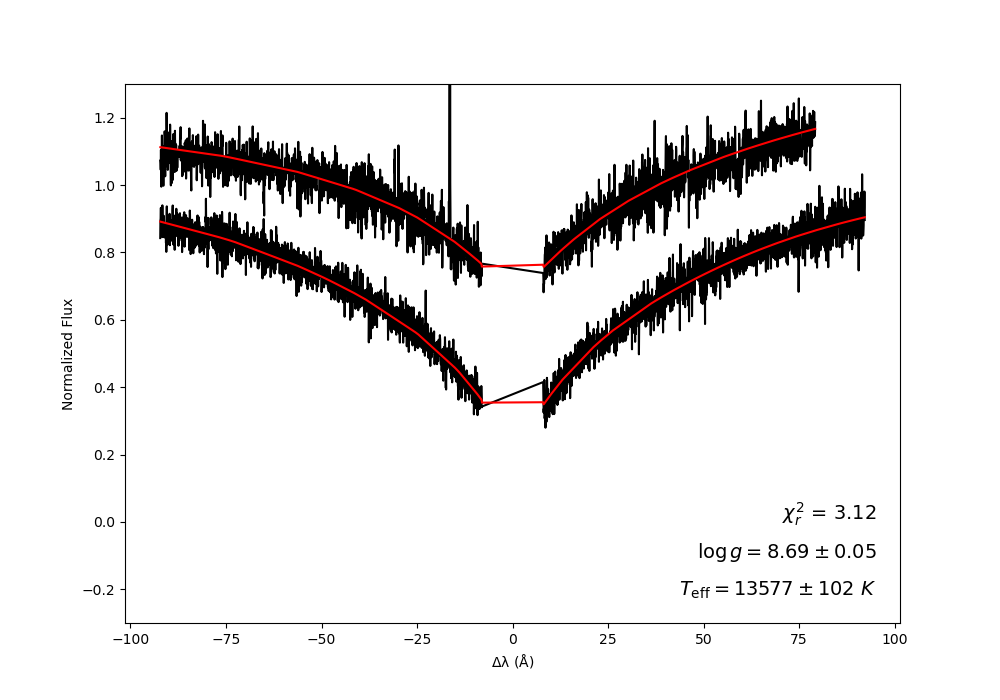 1.2
1.0
0.8
0.6
0.4
0.2
0.0
−0.2
Normalized Flux
χ²ᵣ = 3.12
log g = 8.69 ± 0.05
T_eff = 13577 ± 102 K
−100 −75 −50 −25 0 25 50 75 100
Δλ (Å)